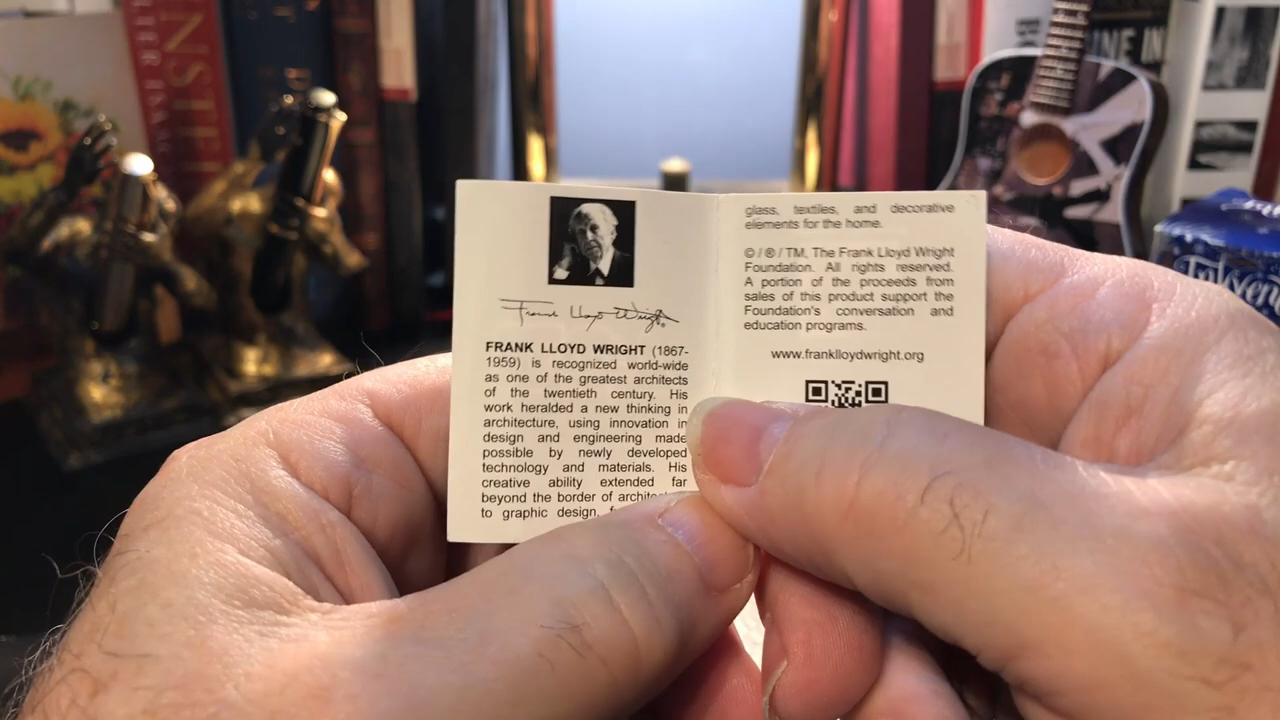 Frank Lloyd Wright
FRANK LLOYD WRIGHT (1867-
1959) is recognized world-wide
as one of the greatest architects
of the twentieth century. His
work heralded a new thinking in
architecture, using innovation in
design and engineering made
possible by newly developed
technology and materials. His
creative ability extended far
beyond the border of
to graphic design,
glass, textiles, and decorative
elements for the home.
© / ® / TM, The Frank Lloyd Wright
Foundation. All rights reserved.
A portion of the proceeds from
sales of this product support the
Foundation's conversation and
education programs.
www.franklloydwright.org